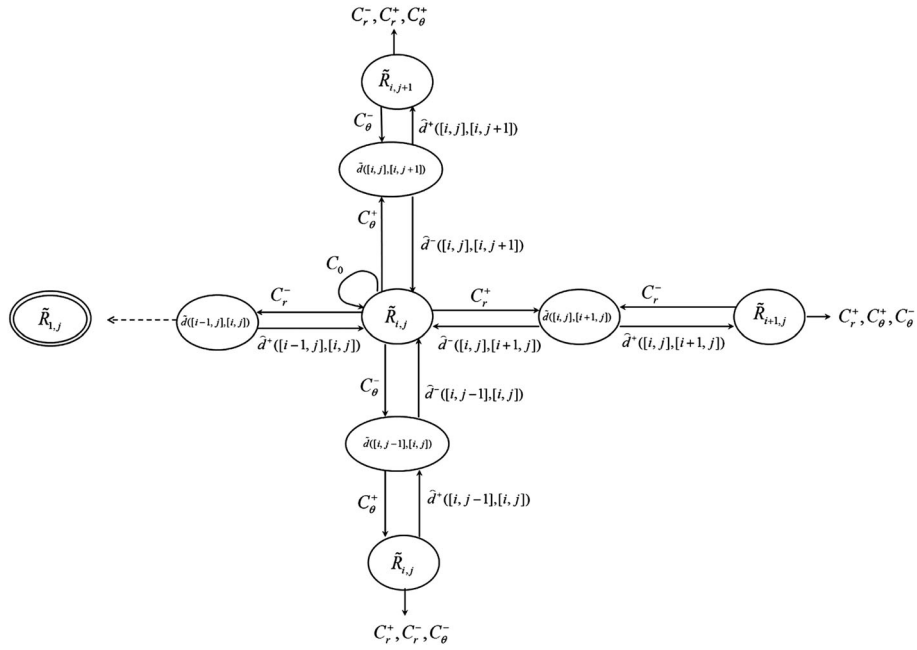 C_r^-, C_r^+, C_θ^+
R̃_{i,j+1}
C_θ^-
d̂^+([i,j],[i,j+1])
d̃([i,j],[i,j+1])
C_θ^+
d̂^-([i,j],[i,j+1])
C_0
C_r^-
C_r^+
C_r^-
R̃_{1,j}
d̃([i-1,j],[i,j])
R̃_{i,j}
d̃([i,j],[i+1,j])
R̃_{i+1,j}
C_r^+, C_θ^+, C_θ^-
d̂^+([i-1,j],[i,j])
d̂^-([i,j],[i+1,j])
d̂^+([i,j],[i+1,j])
C_θ^-
d̂^-([i,j-1],[i,j])
d̃([i,j-1],[i,j])
C_θ^+
d̂^+([i,j-1],[i,j])
R̃_{i,j}
C_r^+, C_r^-, C_θ^-